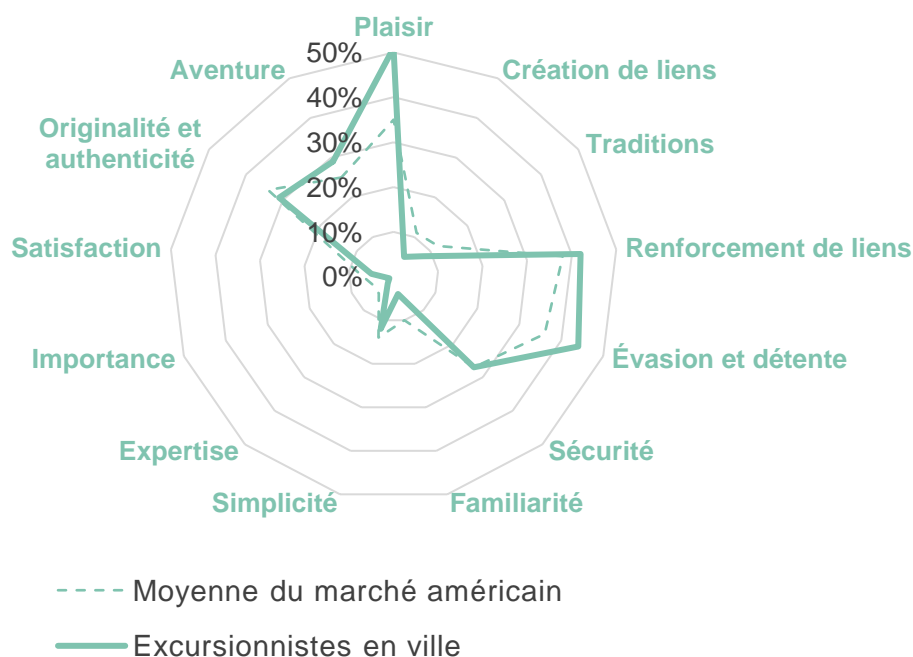 Plaisir
50%
Aventure
Création de liens
40%
Originalité et
authenticité
30%
Traditions
20%
10%
Satisfaction
Renforcement de liens
0%
Importance
Évasion et détente
Expertise
Sécurité
Simplicité
Familiarité
Moyenne du marché américain
Excursionnistes en ville